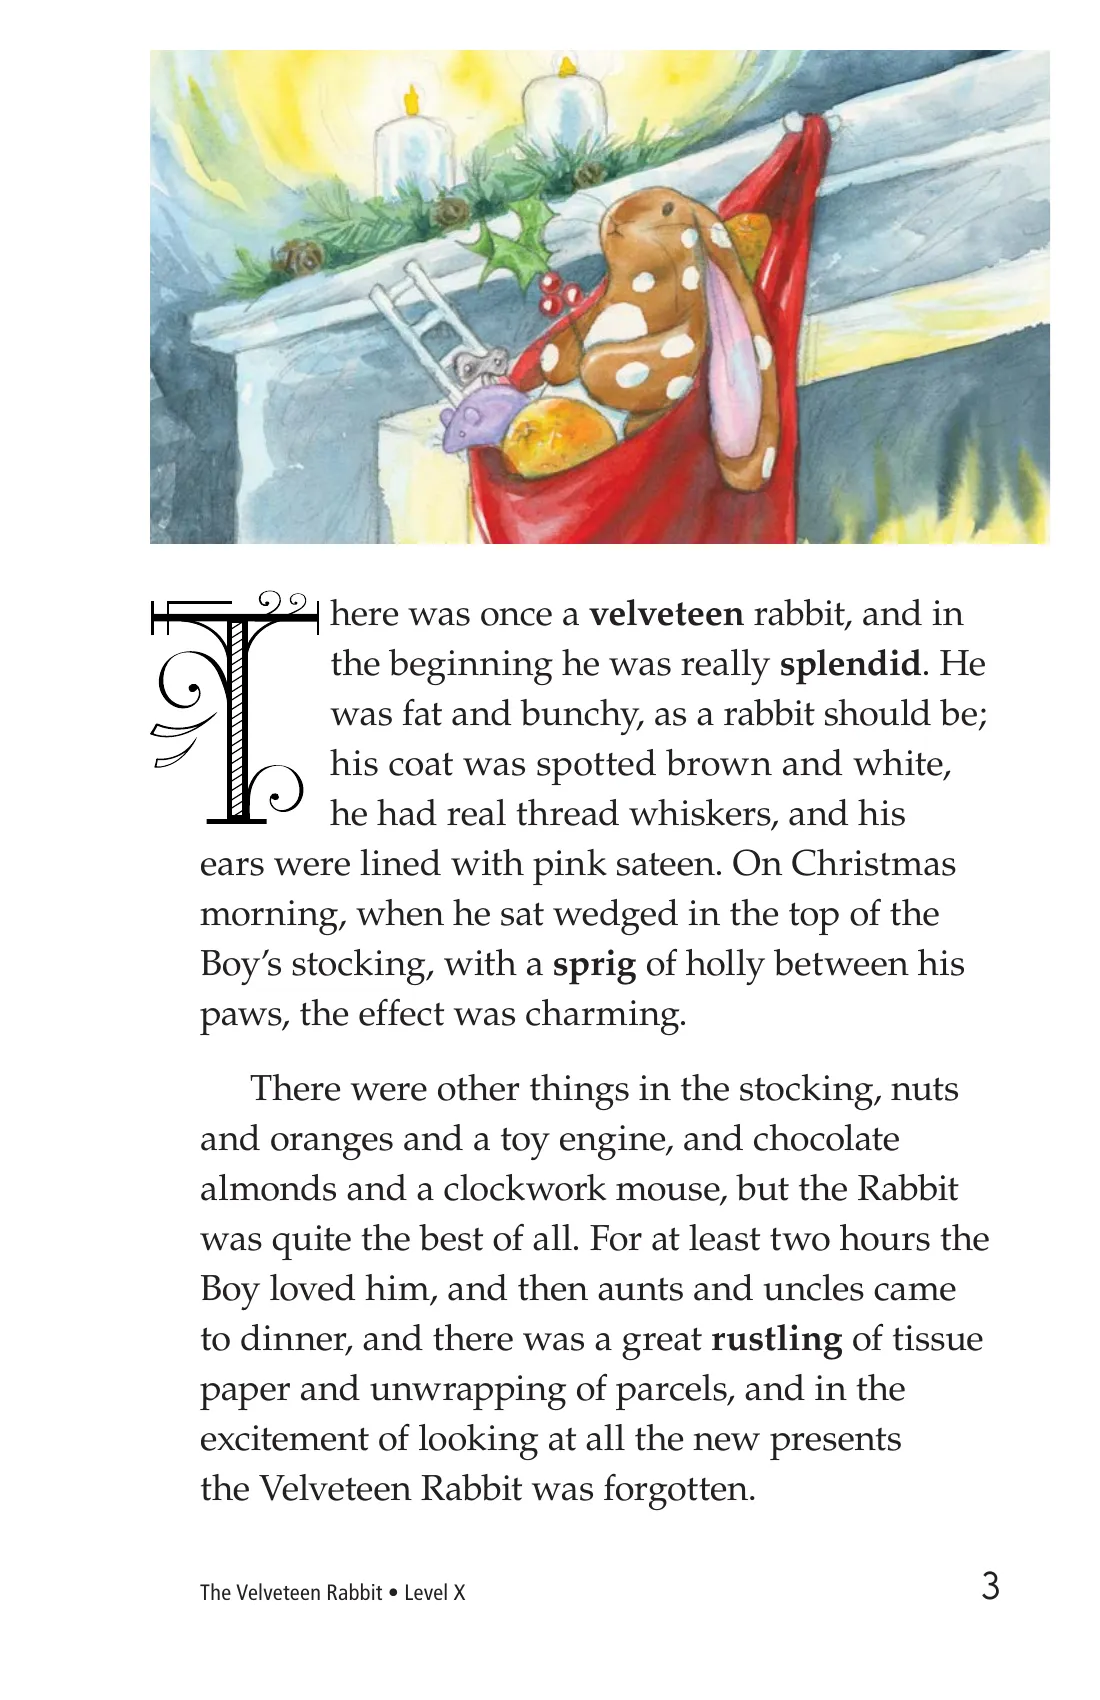 There was once a velveteen rabbit, and in
the beginning he was really splendid. He
was fat and bunchy, as a rabbit should be;
his coat was spotted brown and white,
he had real thread whiskers, and his
ears were lined with pink sateen. On Christmas
morning, when he sat wedged in the top of the
Boy’s stocking, with a sprig of holly between his
paws, the effect was charming.
There were other things in the stocking, nuts
and oranges and a toy engine, and chocolate
almonds and a clockwork mouse, but the Rabbit
was quite the best of all. For at least two hours the
Boy loved him, and then aunts and uncles came
to dinner, and there was a great rustling of tissue
paper and unwrapping of parcels, and in the
excitement of looking at all the new presents
the Velveteen Rabbit was forgotten.
The Velveteen Rabbit • Level X 3